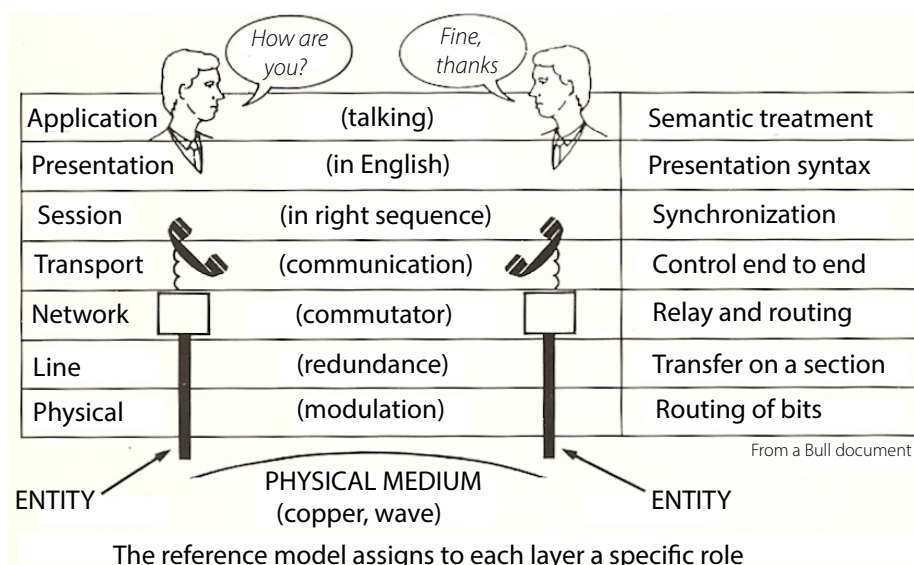 How are
you?
Fine,
thanks
Application (talking) Semantic treatment
Presentation (in English) Presentation syntax
Session (in right sequence) Synchronization
Transport (communication) Control end to end
Network (commutator) Relay and routing
Line (redundance) Transfer on a section
Physical (modulation) Routing of bits
From a Bull document
ENTITY PHYSICAL MEDIUM ENTITY
(copper, wave)
The reference model assigns to each layer a specific role